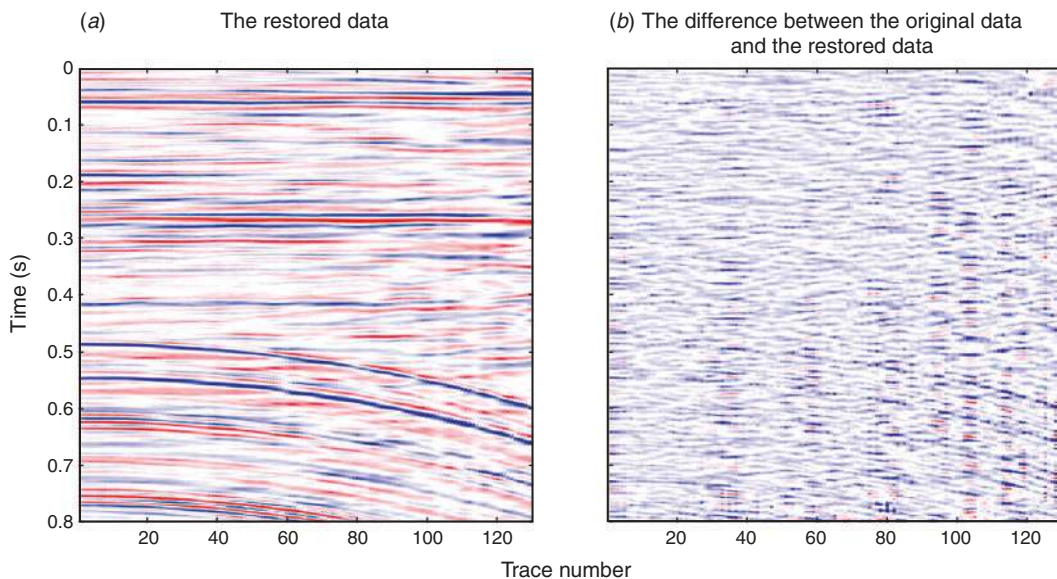 (a) The restored data
(b) The difference between the original data
and the restored data
0
0.1
0.2
0.3
0.4
0.5
0.6
0.7
0.8
Time (s)
20 40 60 80 100 120
20 40 60 80 100 120
Trace number